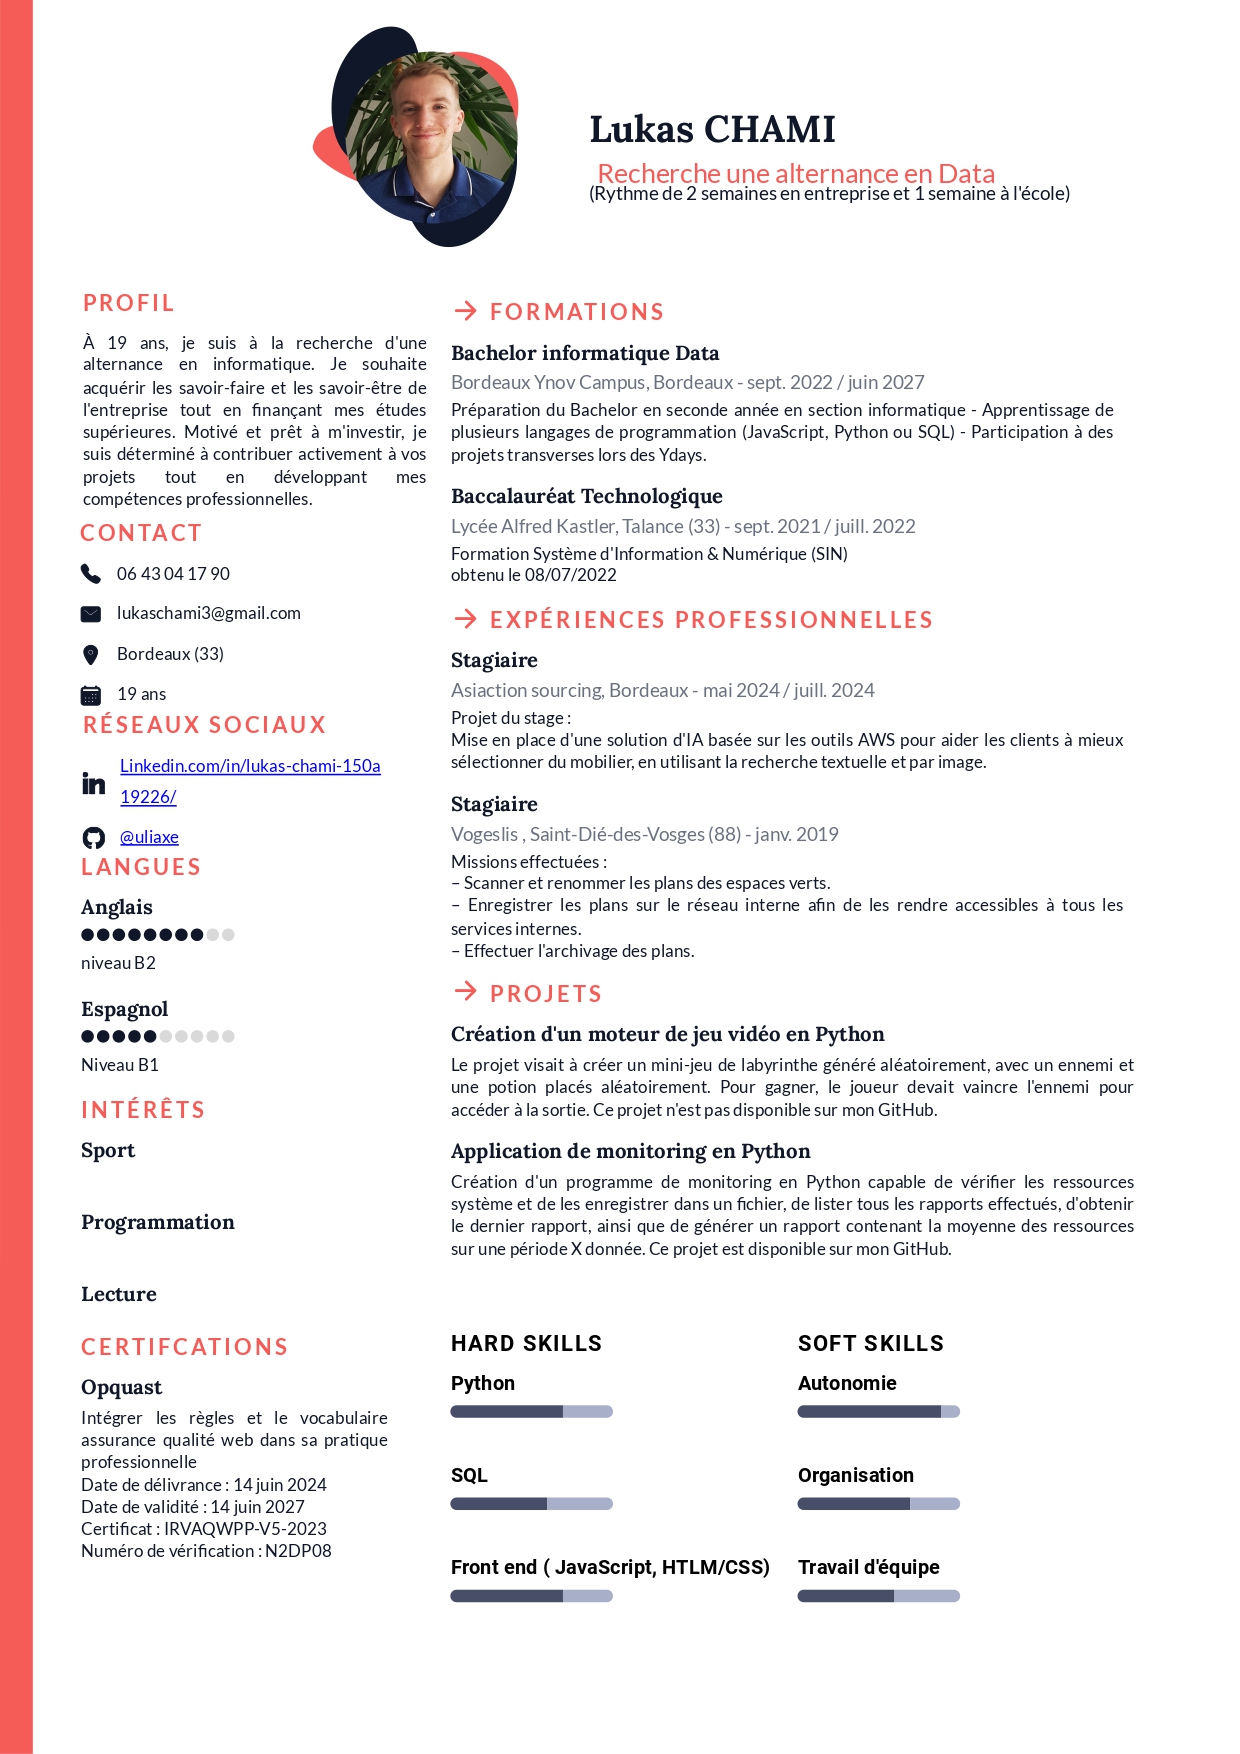 Lukas CHAMI
Recherche une alternance en Data
(Rythme de 2 semaines en entreprise et 1 semaine à l'école)
PROFIL
À 19 ans, je suis à la recherche d'une
alternance en informatique. Je souhaite
acquérir les savoir-faire et les savoir-être de
l'entreprise tout en finançant mes études
supérieures. Motivé et prêt à m'investir, je
suis déterminé à contribuer activement à vos
projets tout en développant mes
compétences professionnelles.
CONTACT
06 43 04 17 90
lukaschami3@gmail.com
Bordeaux (33)
19 ans
RÉSEAUX SOCIAUX
Linkedin.com/in/lukas-chami-150a
19226/
@uliaxe
LANGUES
Anglais
niveau B2
Espagnol
Niveau B1
INTÉRÊTS
Sport
Programmation
Lecture
CERTIFCATIONS
Opquast
Intégrer les règles et le vocabulaire
assurance qualité web dans sa pratique
professionnelle
Date de délivrance : 14 juin 2024
Date de validité : 14 juin 2027
Certificat : IRVAQWPP-V5-2023
Numéro de vérification : N2DP08
FORMATIONS
Bachelor informatique Data
Bordeaux Ynov Campus, Bordeaux - sept. 2022 / juin 2027
Préparation du Bachelor en seconde année en section informatique - Apprentissage de
plusieurs langages de programmation (JavaScript, Python ou SQL) - Participation à des
projets transverses lors des Ydays.
Baccalauréat Technologique
Lycée Alfred Kastler, Talance (33) - sept. 2021 / juill. 2022
Formation Système d'Information & Numérique (SIN)
obtenu le 08/07/2022
EXPÉRIENCES PROFESSIONNELLES
Stagiaire
Asiaction sourcing, Bordeaux - mai 2024 / juill. 2024
Projet du stage :
Mise en place d'une solution d'IA basée sur les outils AWS pour aider les clients à mieux
sélectionner du mobilier, en utilisant la recherche textuelle et par image.
Stagiaire
Vogeslis , Saint-Dié-des-Vosges (88) - janv. 2019
Missions effectuées :
– Scanner et renommer les plans des espaces verts.
– Enregistrer les plans sur le réseau interne afin de les rendre accessibles à tous les
services internes.
– Effectuer l'archivage des plans.
PROJETS
Création d'un moteur de jeu vidéo en Python
Le projet visait à créer un mini-jeu de labyrinthe généré aléatoirement, avec un ennemi et
une potion placés aléatoirement. Pour gagner, le joueur devait vaincre l'ennemi pour
accéder à la sortie. Ce projet n'est pas disponible sur mon GitHub.
Application de monitoring en Python
Création d'un programme de monitoring en Python capable de vérifier les ressources
système et de les enregistrer dans un fichier, de lister tous les rapports effectués, d'obtenir
le dernier rapport, ainsi que de générer un rapport contenant la moyenne des ressources
sur une période X donnée. Ce projet est disponible sur mon GitHub.
HARD SKILLS
Python
SQL
Front end ( JavaScript, HTLM/CSS)
SOFT SKILLS
Autonomie
Organisation
Travail d'équipe